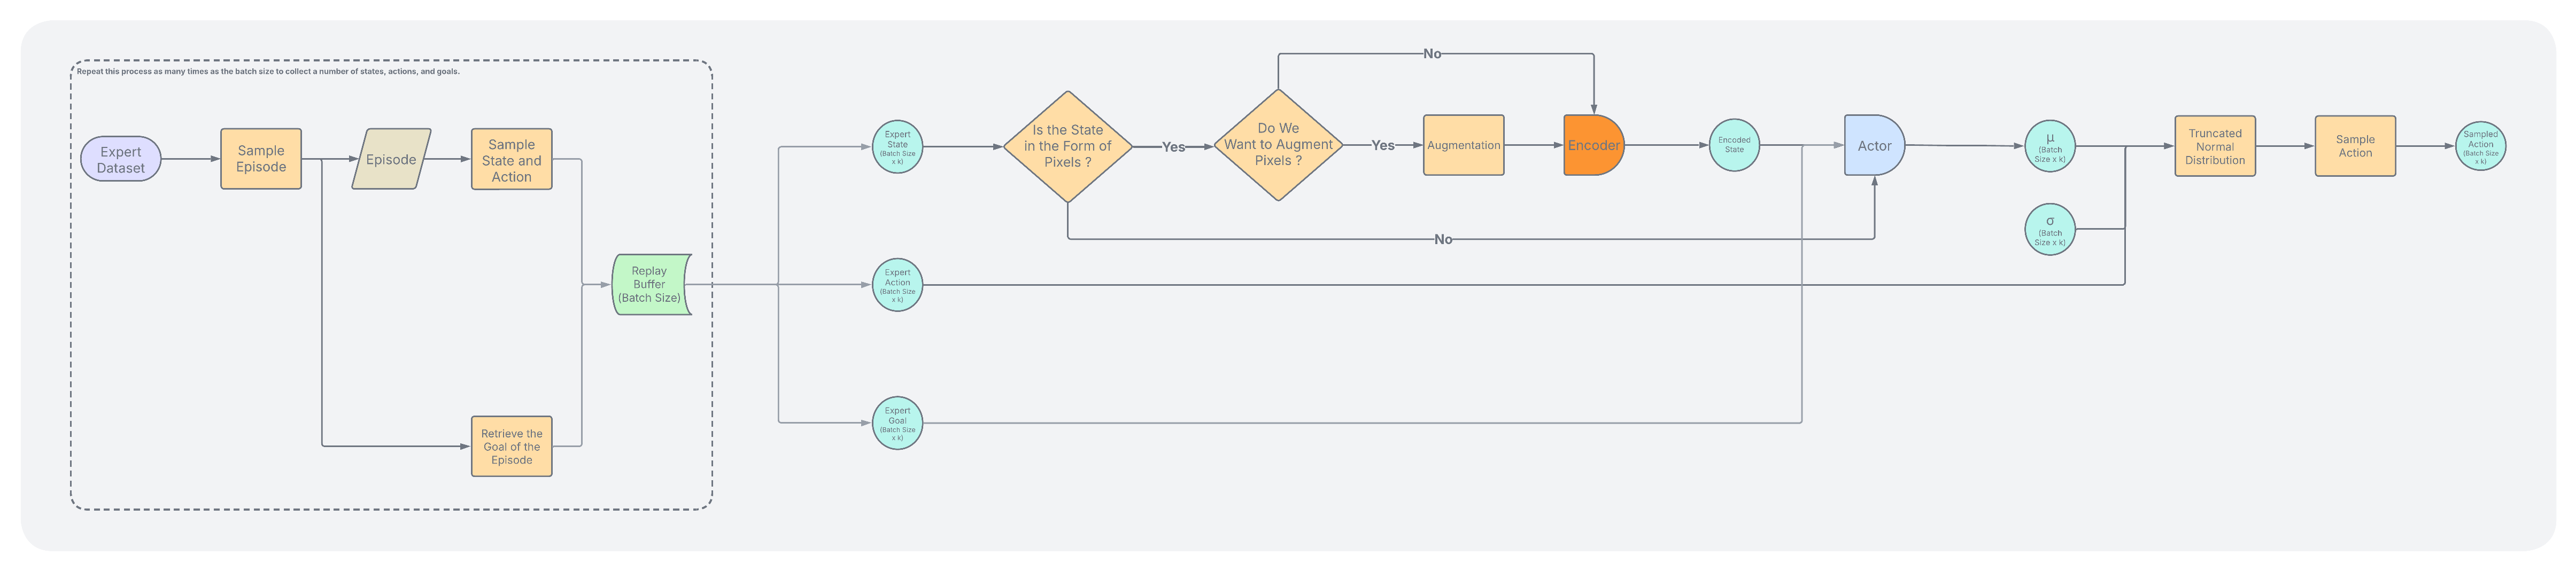 Repeat this process as many times as the batch size to collect a number of states, actions, and goals.
Expert
Dataset
Sample
Episode
Episode
Sample
State and
Action
Retrieve the
Goal of the
Episode
Replay
Buffer
(Batch Size)
Expert
State
(Batch Size
x k)
Expert
Action
(Batch Size
x k)
Expert
Goal
(Batch Size
x k)
Is the State
in the Form of
Pixels ?
Yes
No
Do We
Want to Augment
Pixels ?
No
Yes
Augmentation
Encoder
Encoded
State
Actor
μ
(Batch
Size x k)
σ
(Batch
Size x k)
Truncated
Normal
Distribution
Sample
Action
Sampled
Action
(Batch Size
x k)